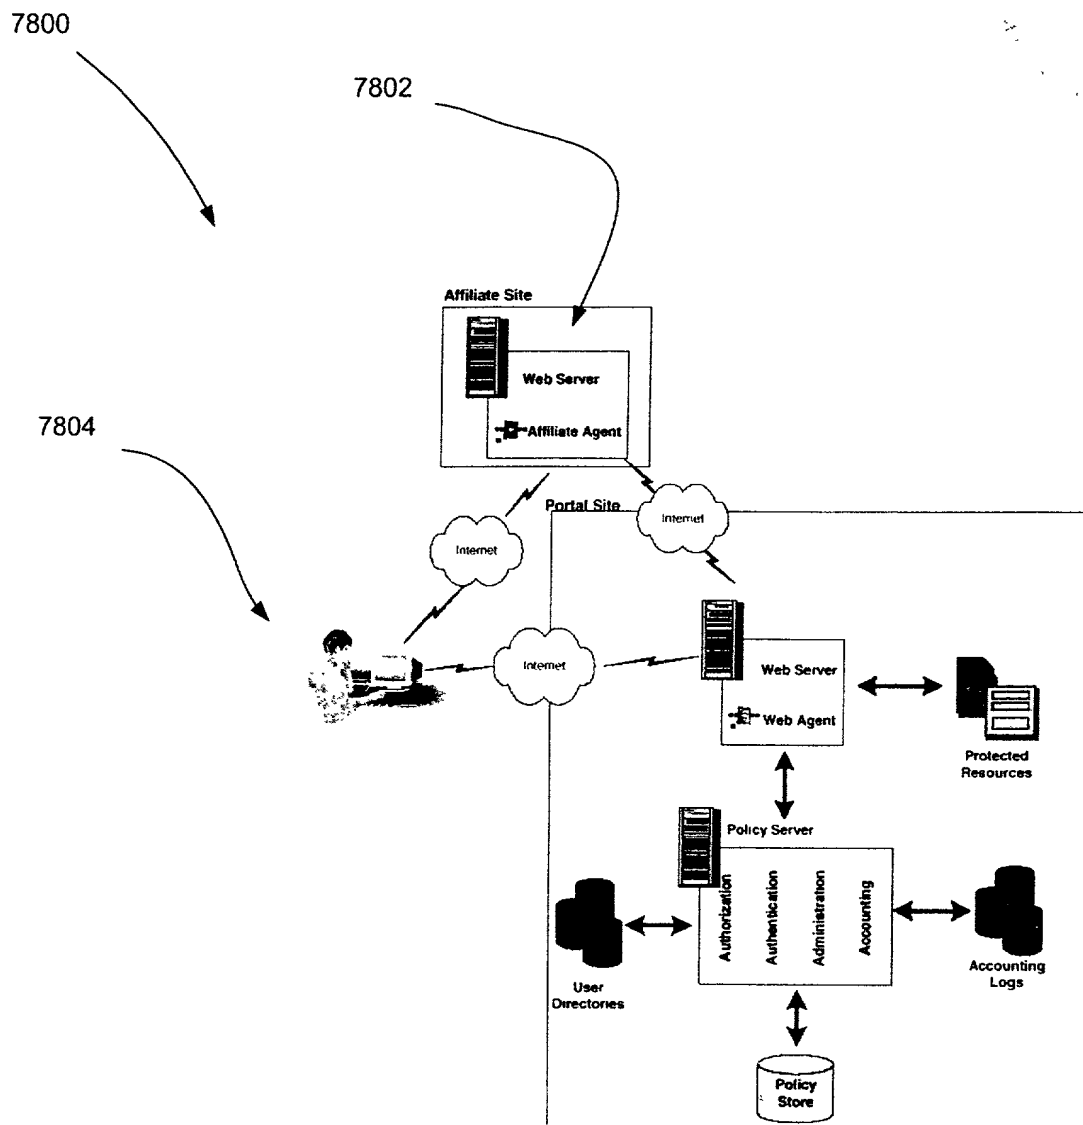 7800
7802
Affiliate Site
Web Server
Affiliate Agent
7804
Portal Site
Internet
Internet
Internet
Web Server
Web Agent
Protected
Resources
Policy Server
Authorization
Authentication
Administration
Accounting
User
Directories
Accounting
Logs
Policy
Store